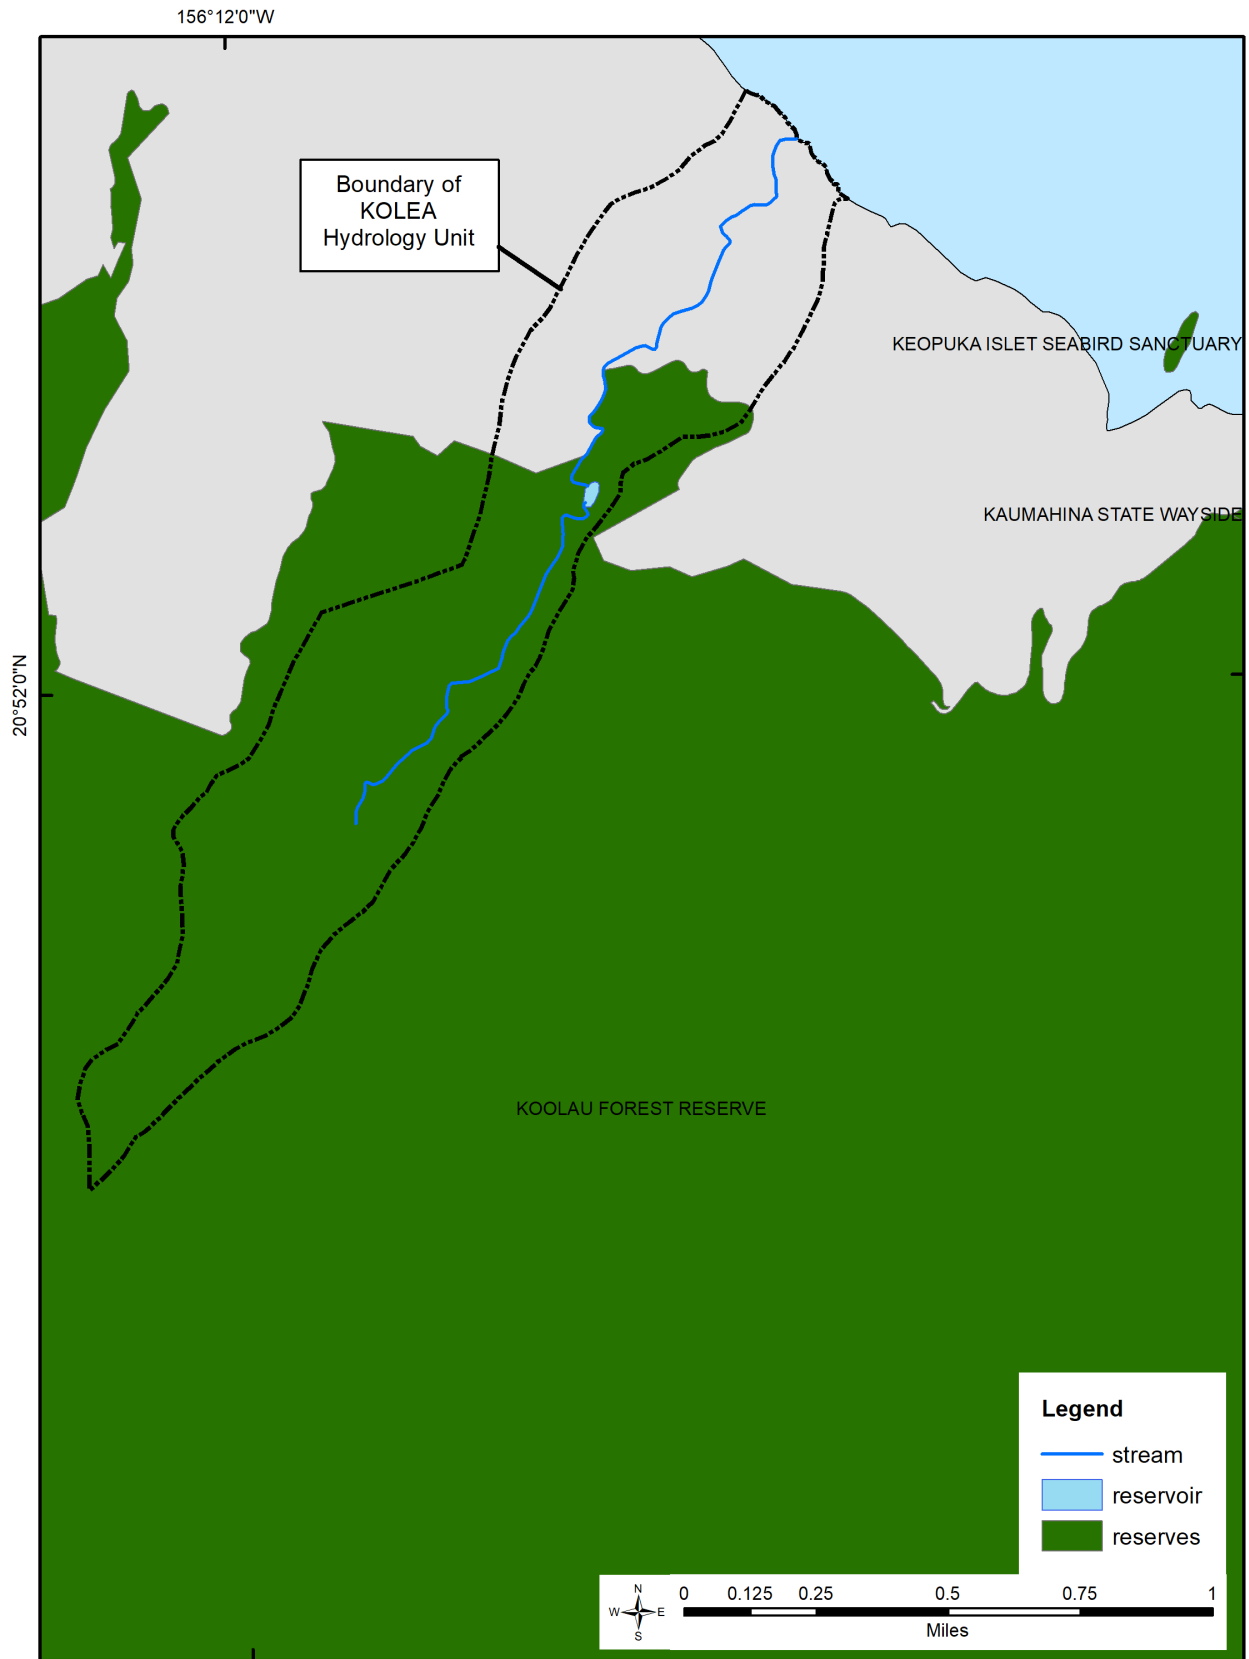 156°12'0"W
Boundary of
KOLEA
Hydrology Unit
KEOPUKA ISLET SEABIRD SANCTUARY
KAUMAHINA STATE WAYSIDE
20°52'0"N
KOOLAU FOREST RESERVE
Legend
stream
reservoir
reserves
N
W E
S
0 0.125 0.25 0.5 0.75 1
Miles